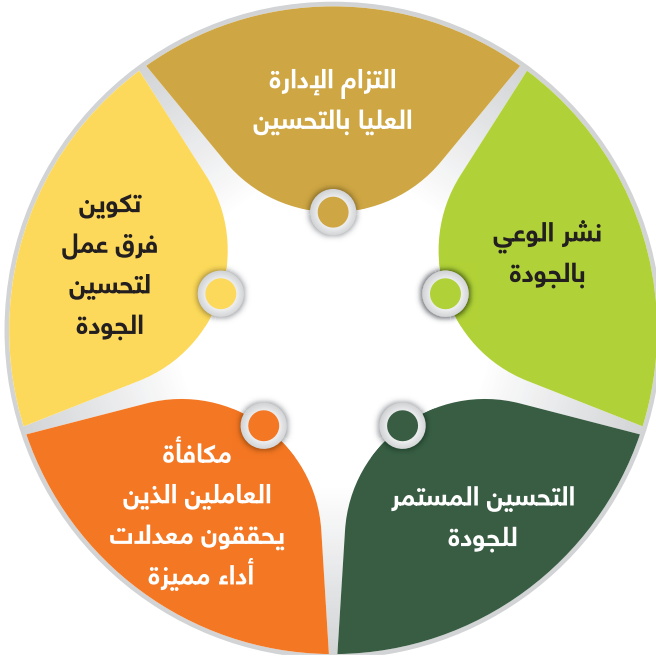 التزام الإدارة
العليا بالتحسين
نشر الوعي
بالجودة
التحسين المستمر
للجودة
مكافأة
العاملين الذين
يحققون معدلات
أداء مميزة
تكوين
فرق عمل
لتحسين
الجودة